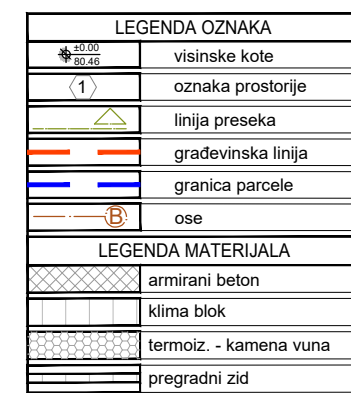 LEGENDA OZNAKA
±0.00
80.46
visinske kote
1 oznaka prostorije
linija preseka
građevinska linija
granica parcele
B ose
LEGENDA MATERIJALA
armirani beton
klima blok
termoiz. - kamena vuna
pregradni zid